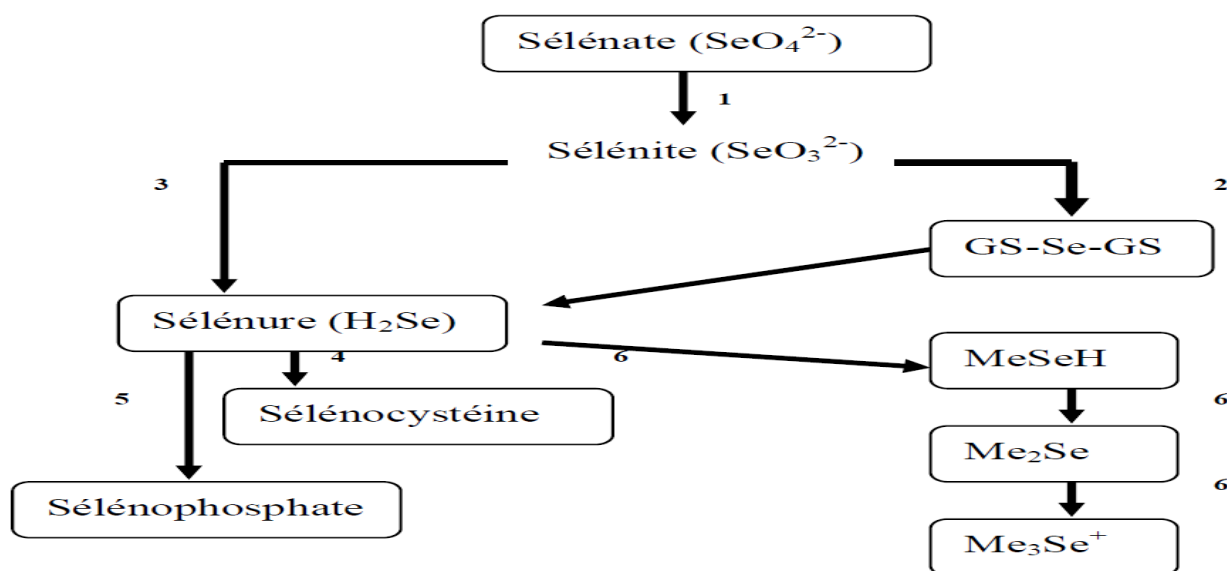 Sélénate (SeO₄²⁻)
1
Sélénite (SeO₃²⁻)
3
2
GS-Se-GS
Sélénure (H₂Se)
4
6
MeSeH
5
6
Sélénocystéine
Me₂Se
6
Sélénophosphate
Me₃Se⁺